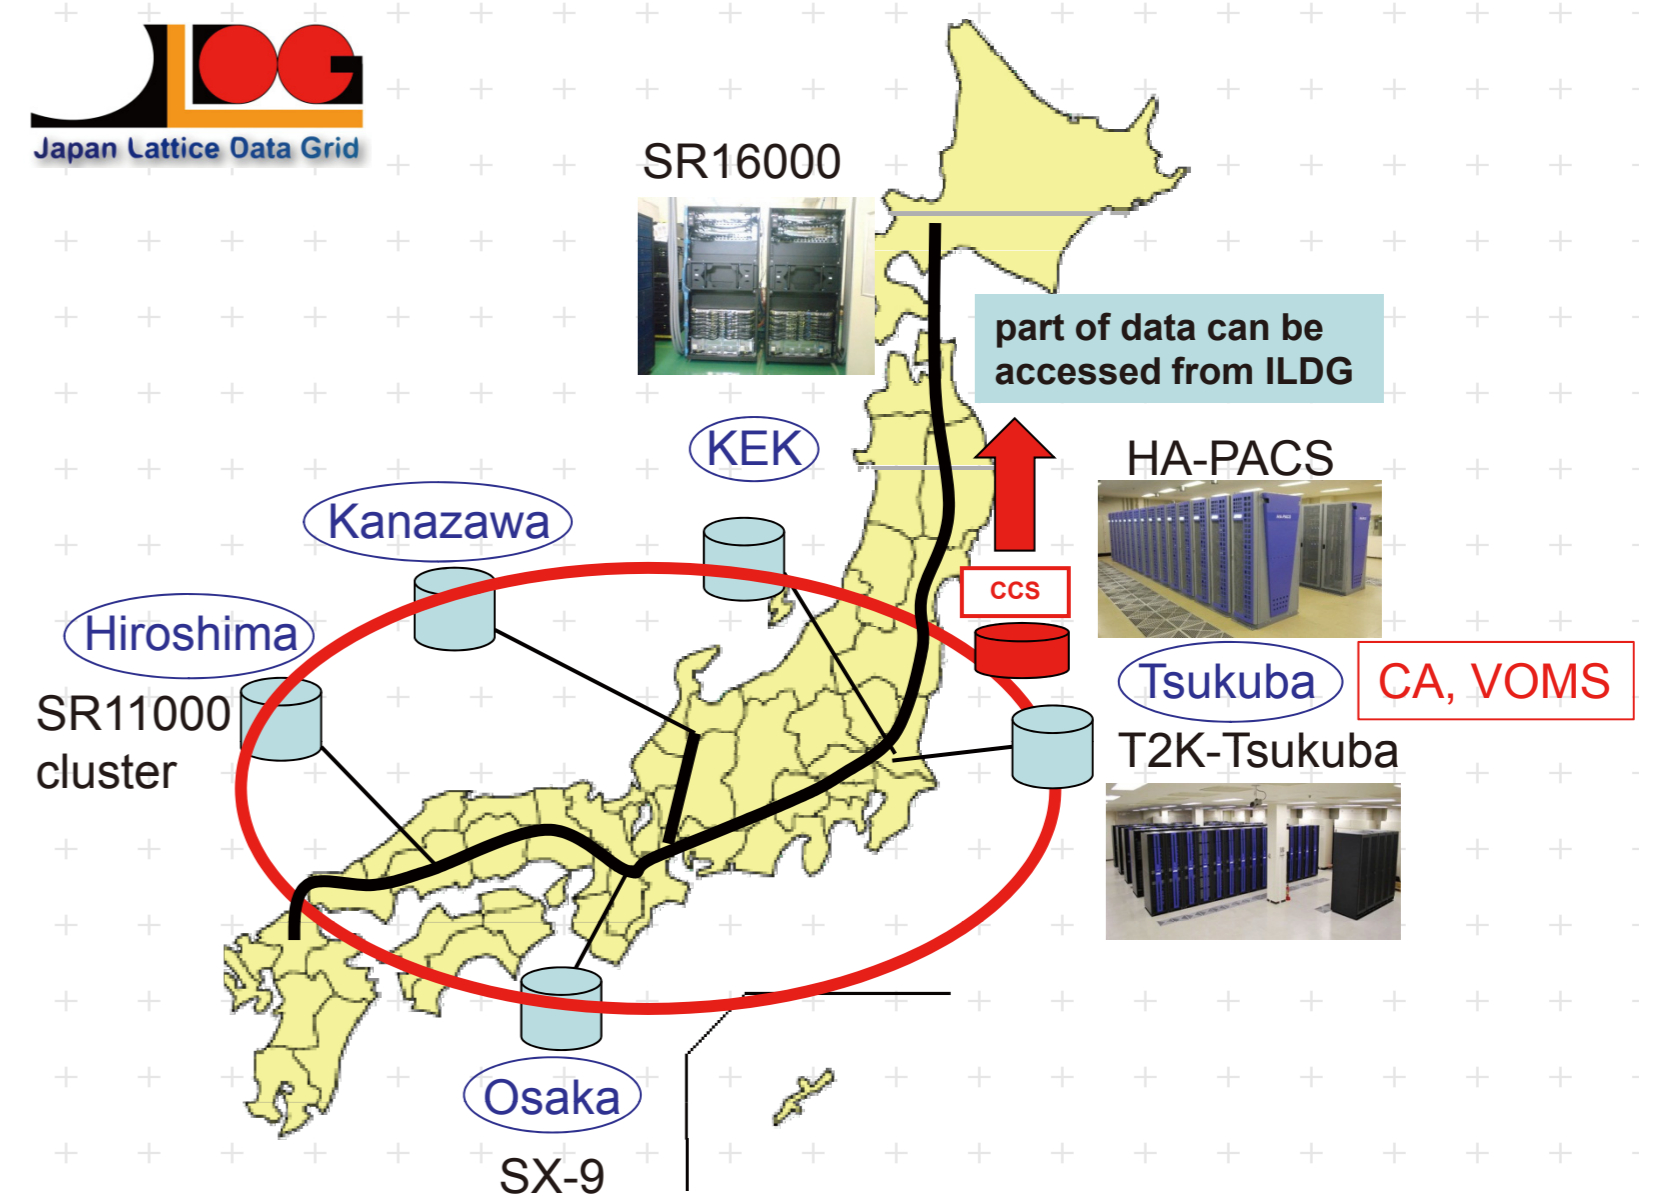 JLDG
Japan Lattice Data Grid
SR16000
part of data can be
accessed from ILDG
KEK
HA-PACS
Kanazawa
CCS
Hiroshima
Tsukuba
CA, VOMS
SR11000
cluster
T2K-Tsukuba
Osaka
SX-9